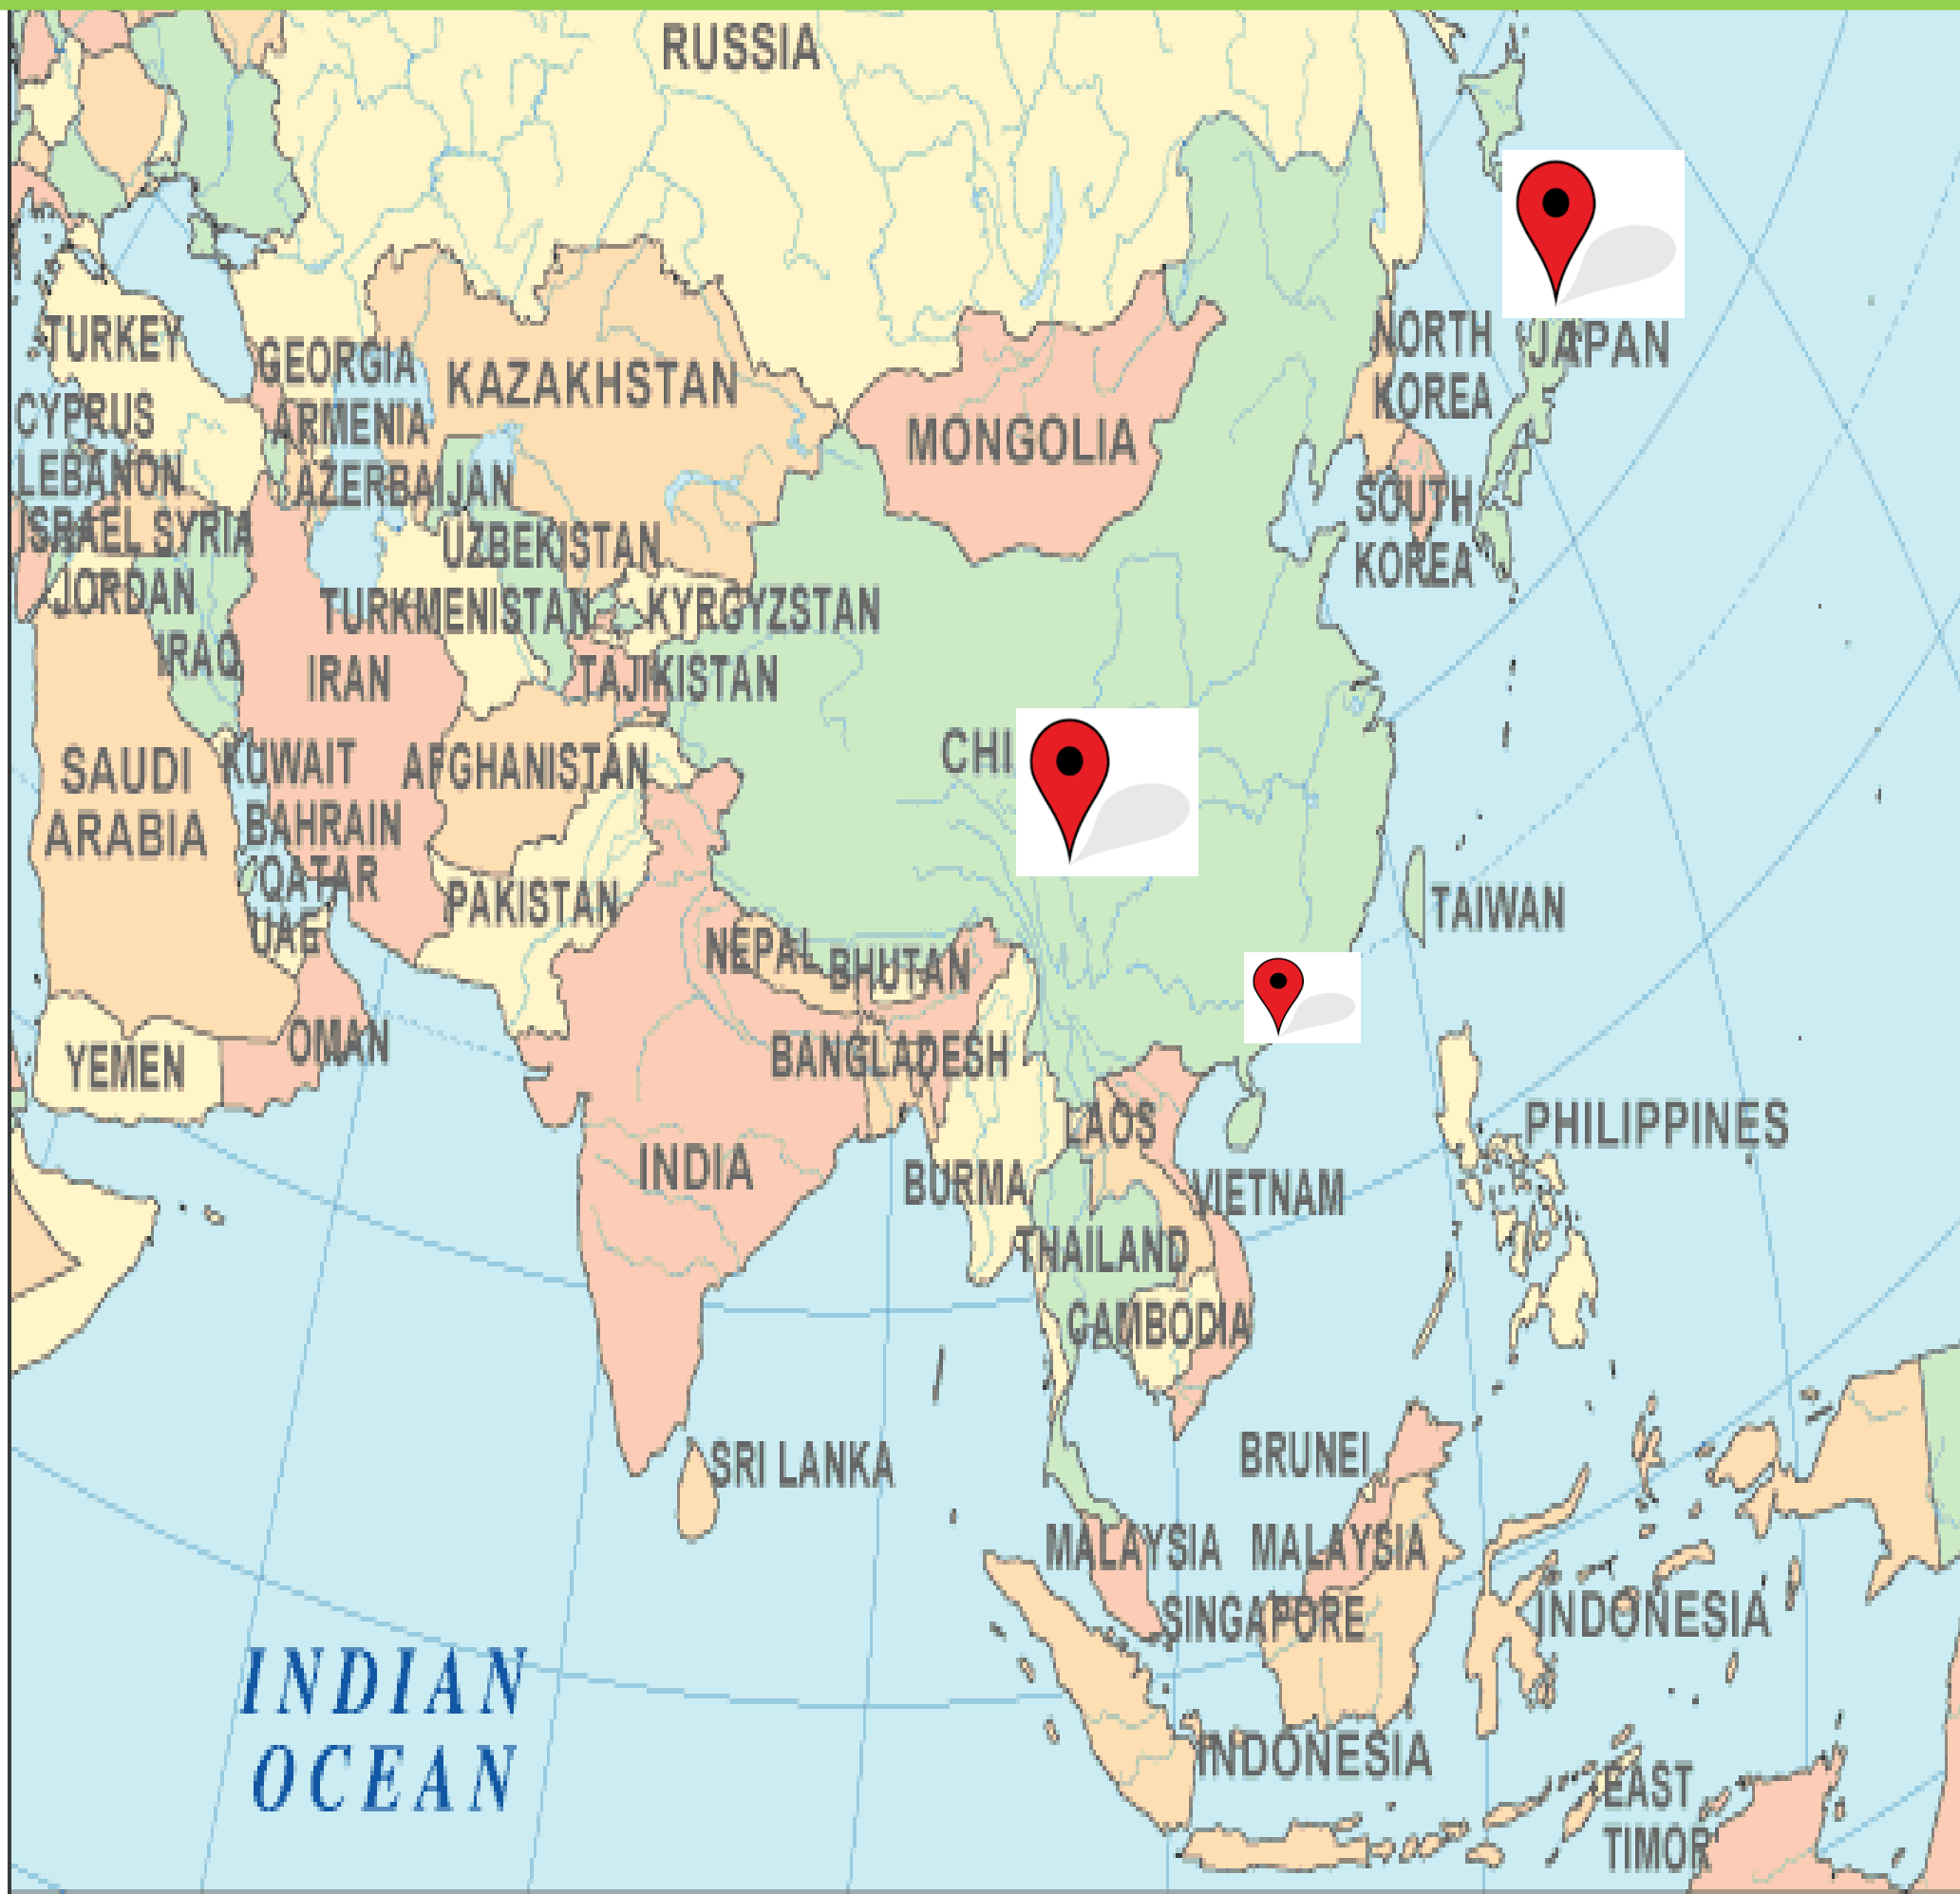 RUSSIA
TURKEY
GEORGIA
NORTH
KOREA
JAPAN
KAZAKHSTAN
CYPRUS
ARMENIA
MONGOLIA
LEBANON
AZERBAIJAN
SOUTH
KOREA
ISRAEL SYRIA
UZBEKISTAN
JORDAN
TURKMENISTAN
KYRGYZSTAN
IRAQ
IRAN
TAJIKISTAN
SAUDI
ARABIA
KUWAIT
AFGHANISTAN
CHI
BAHRAIN
QATAR
PAKISTAN
TAIWAN
UAE
NEPAL
BHUTAN
OMAN
YEMEN
BANGLADESH
LAOS
PHILIPPINES
INDIA
BURMA
VIETNAM
THAILAND
CAMBODIA
SRI LANKA
BRUNEI
MALAYSIA
MALAYSIA
SINGAPORE
INDONESIA
INDIAN
OCEAN
INDONESIA
EAST
TIMOR